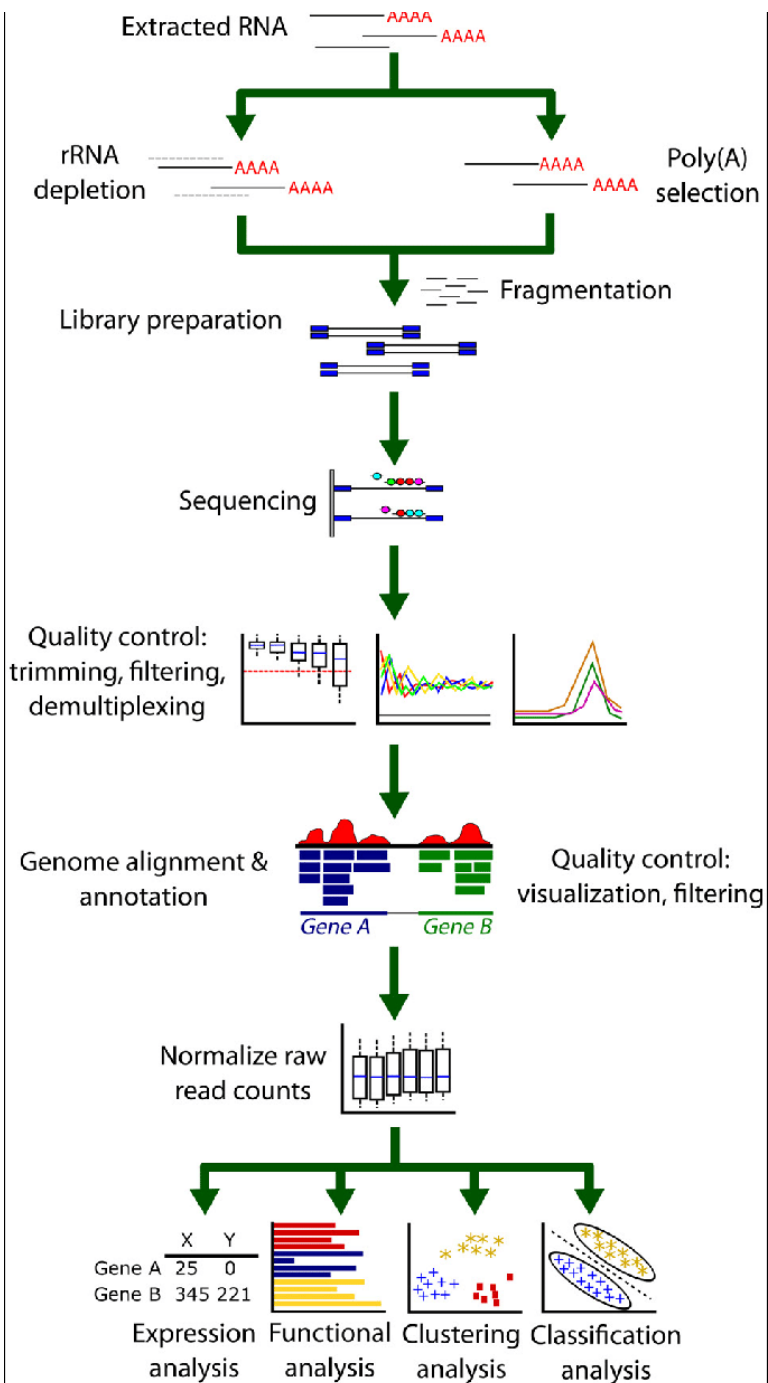 Extracted RNA
AAAA
AAAA
rRNA
depletion
AAAA
AAAA
AAAA
AAAA
Poly(A)
selection
Fragmentation
Library preparation
Sequencing
Quality control:
trimming, filtering,
demultiplexing
Genome alignment &
annotation
Gene A
Gene B
Quality control:
visualization, filtering
Normalize raw
read counts
X Y
Gene A 25 0
Gene B 345 221
Expression
analysis
Functional
analysis
Clustering
analysis
Classification
analysis